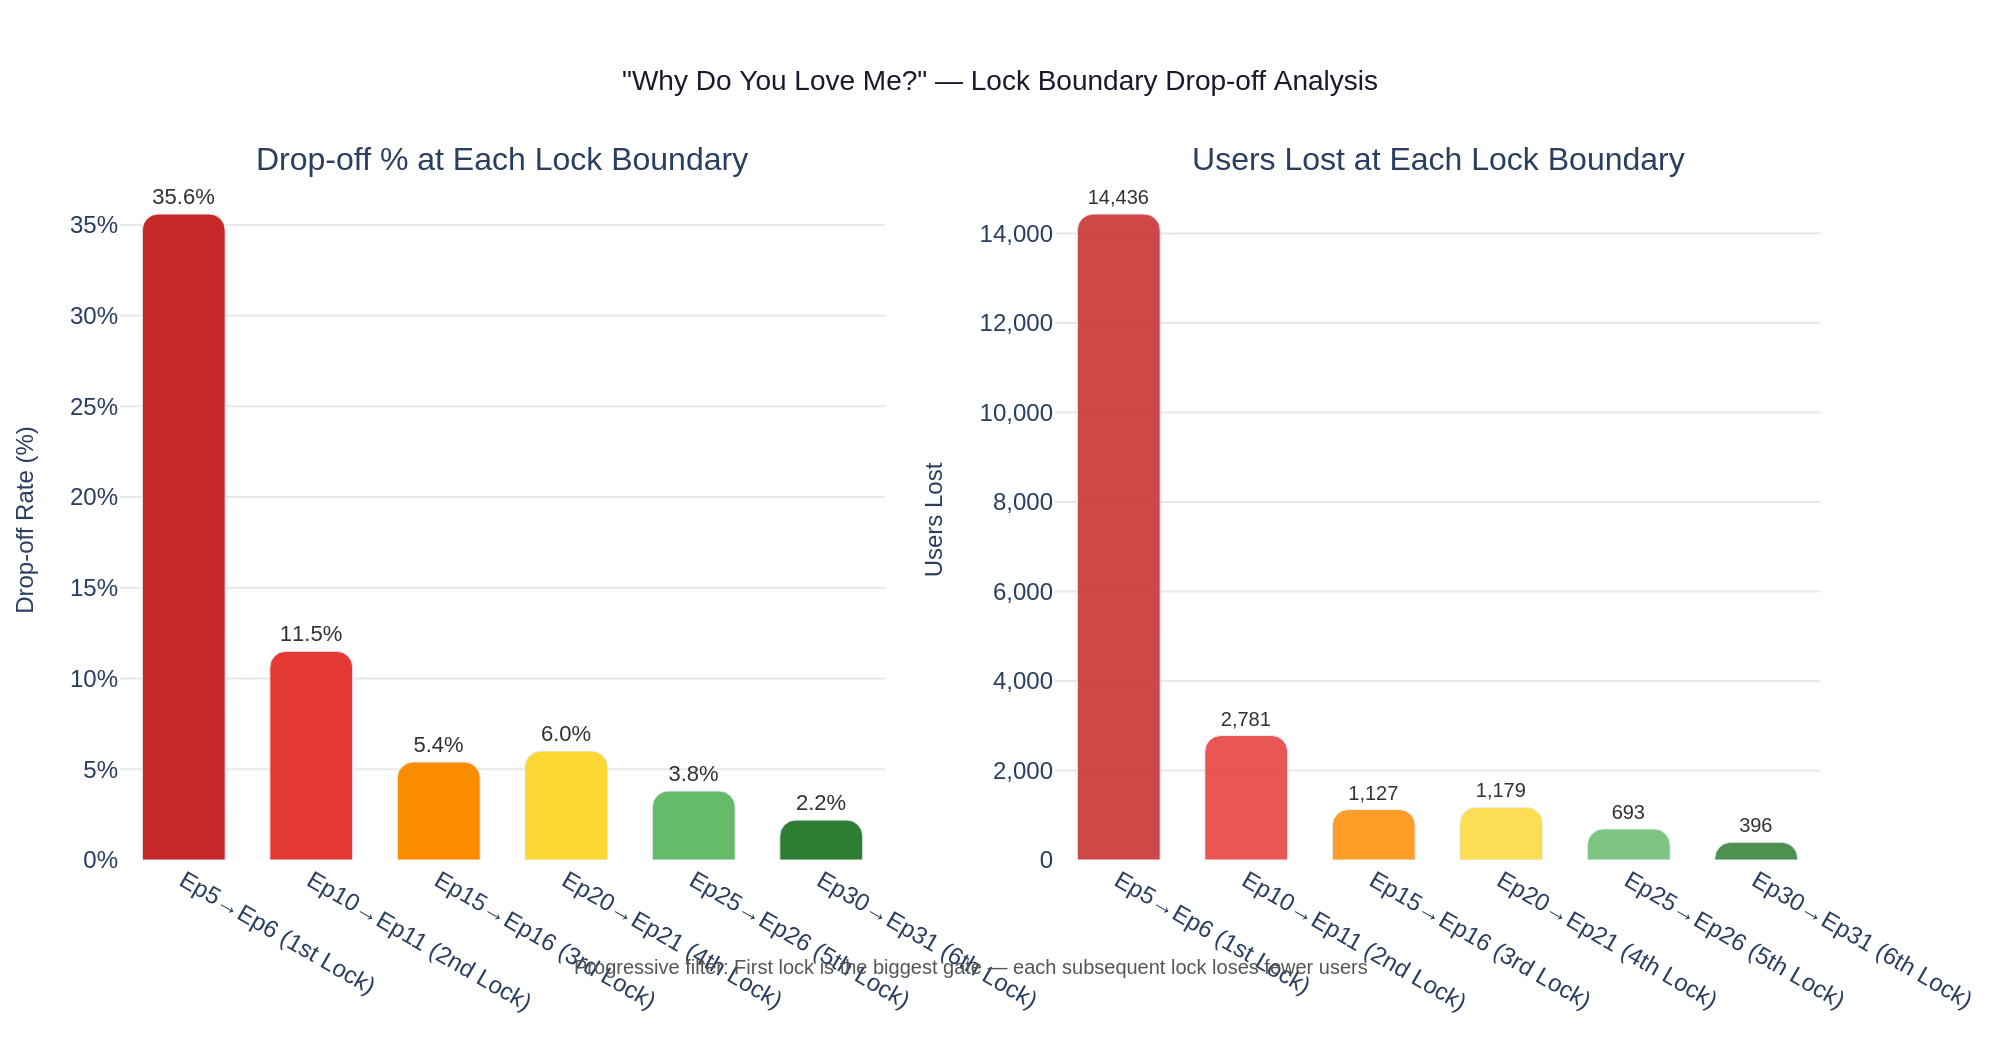 "Why Do You Love Me?" — Lock Boundary Drop-off Analysis
Drop-off % at Each Lock Boundary
Drop-off Rate (%)
35%
30%
25%
20%
15%
10%
5%
0%
35.6%
11.5%
5.4%
6.0%
3.8%
2.2%
Ep5→Ep6 (1st Lock)
Ep10→Ep11 (2nd Lock)
Ep15→Ep16 (3rd Lock)
Ep20→Ep21 (4th Lock)
Ep25→Ep26 (5th Lock)
Ep30→Ep31 (6th Lock)
Users Lost at Each Lock Boundary
Users Lost
14,000
12,000
10,000
8,000
6,000
4,000
2,000
0
14,436
2,781
1,127
1,179
693
396
Ep5→Ep6 (1st Lock)
Ep10→Ep11 (2nd Lock)
Ep15→Ep16 (3rd Lock)
Ep20→Ep21 (4th Lock)
Ep25→Ep26 (5th Lock)
Ep30→Ep31 (6th Lock)
Progressive filter: First lock is the biggest gate — each subsequent lock loses fewer users